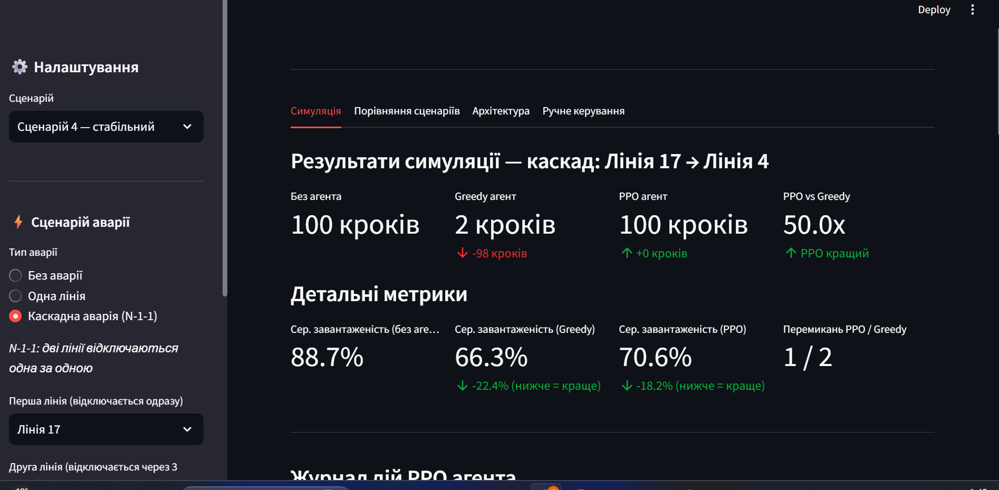 Deploy
Налаштування
Сценарій
Сценарій 4 — стабільний
Сценарій аварії
Тип аварії
Без аварії
Одна лінія
Каскадна аварія (N-1-1)
N-1-1: дві лінії відключаються
одна за одною
Перша лінія (відключається одразу)
Лінія 17
Друга лінія (відключається через 3
Симуляція Порівняння сценаріїв Архітектура Ручне керування
Результати симуляції — каскад: Лінія 17 → Лінія 4
Без агента Greedy агент PPO агент PPO vs Greedy
100 кроків 2 кроків 100 кроків 50.0x
↓ -98 кроків ↑ +0 кроків ↑ PPO кращий
Детальні метрики
Сер. завантаженість (без аге... Сер. завантаженість (Greedy) Сер. завантаженість (PPO) Перемикань PPO / Greedy
88.7% 66.3% 70.6% 1 / 2
↓ -22.4% (нижче = краще) ↓ -18.2% (нижче = краще)
Журнал дій PPO агента